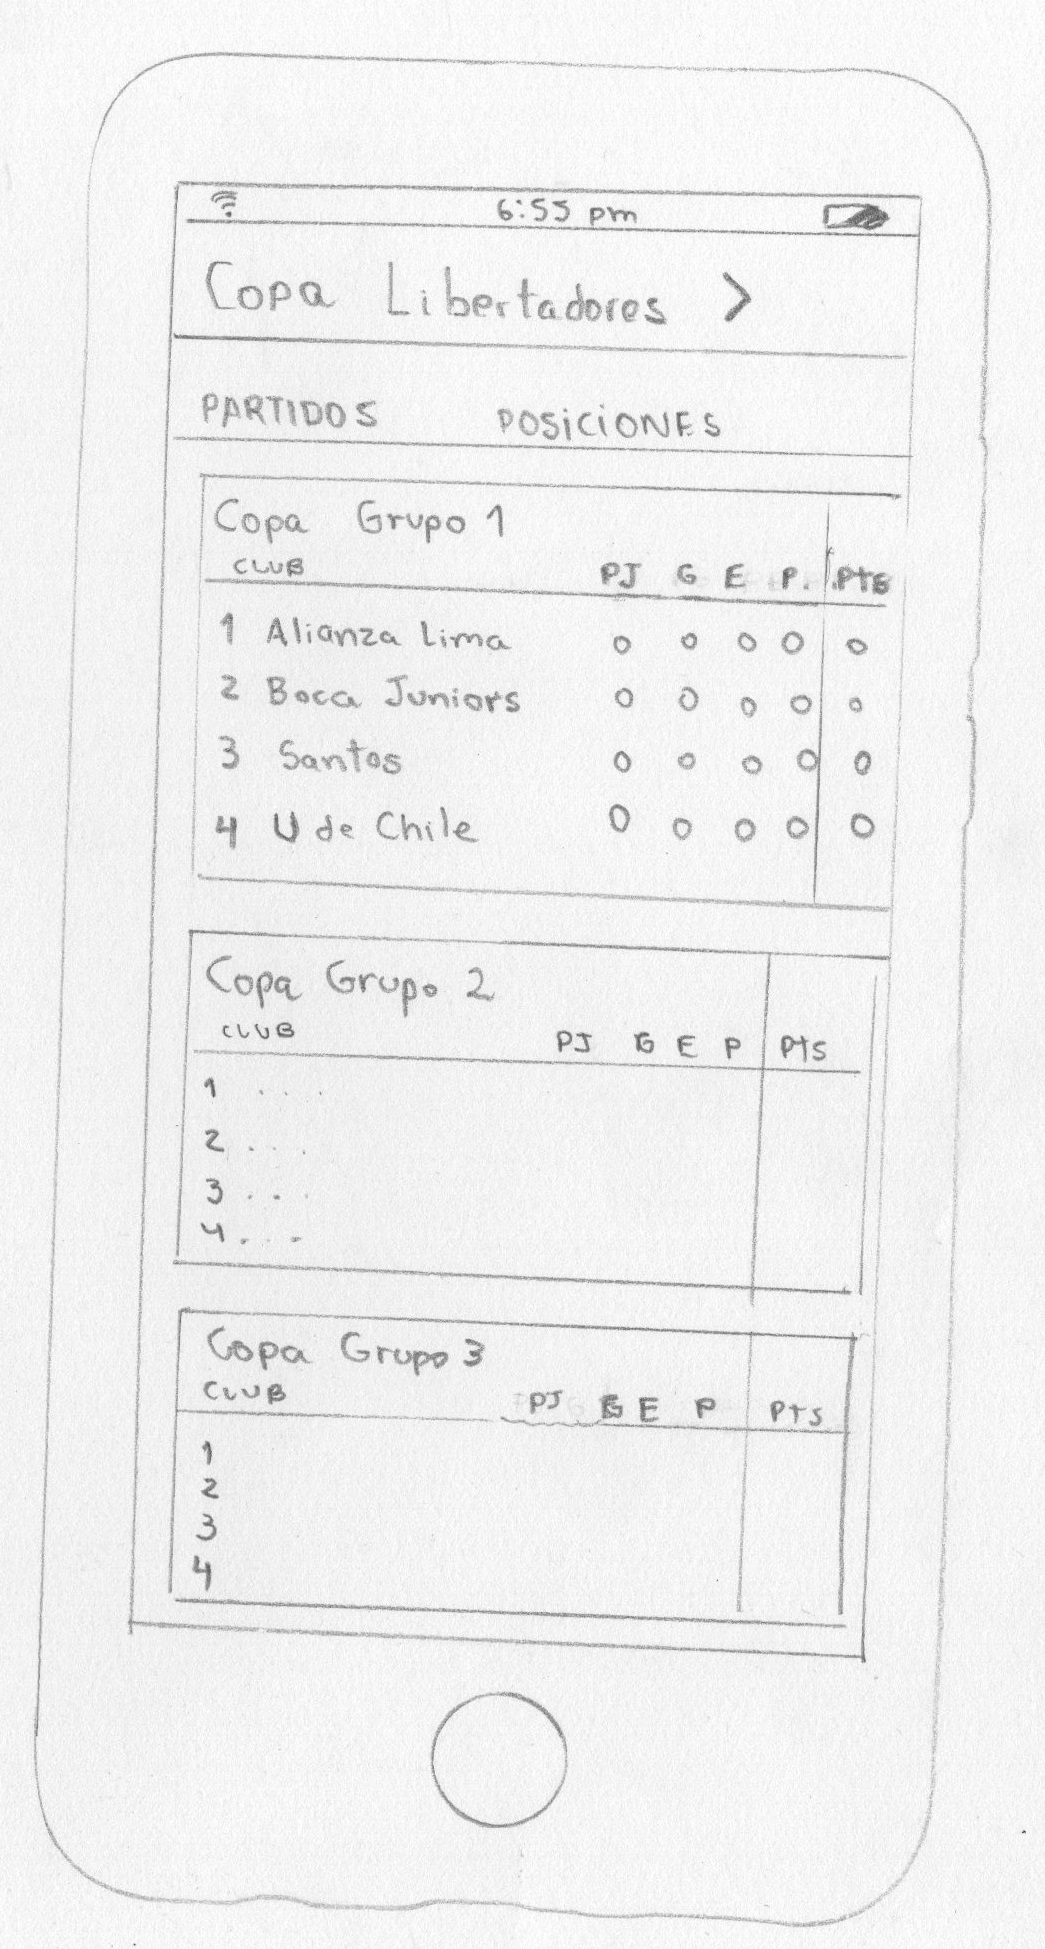 6:55 pm
Copa Libertadores >
PARTIDOS POSICIONES
Copa Grupo 1
CLUB PJ G E P. Pts
1 Alianza Lima 0 0 0 0 0
2 Boca Juniors 0 0 0 0 0
3 Santos 0 0 0 0 0
4 U de Chile 0 0 0 0 0
Copa Grupo 2
CLUB PJ G E P Pts
1 ...
2 ...
3 ...
4 ...
Copa Grupo 3
CLUB PJ G E P Pts
1
2
3
4